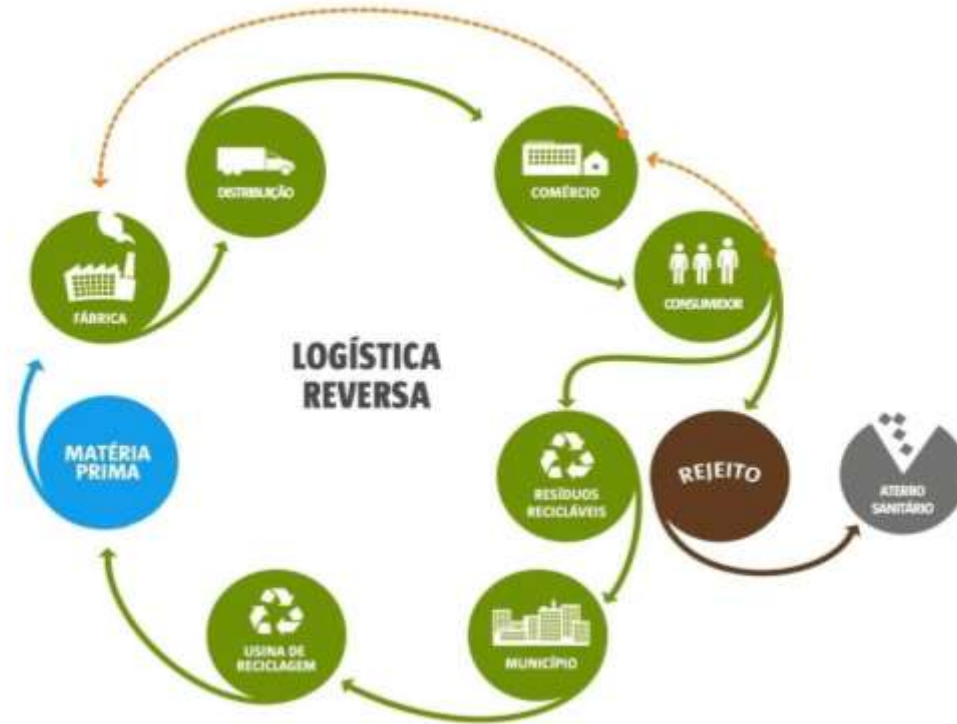 DISTRIBUIÇÃO
COMÉRCIO
FÁBRICA
CONSUMIDOR
LOGÍSTICA
REVERSA
MATÉRIA
PRIMA
RESÍDUOS
RECICLÁVEIS
REJEITO
ATERRO
SANITÁRIO
USINA DE
RECICLAGEM
MUNICÍPIO